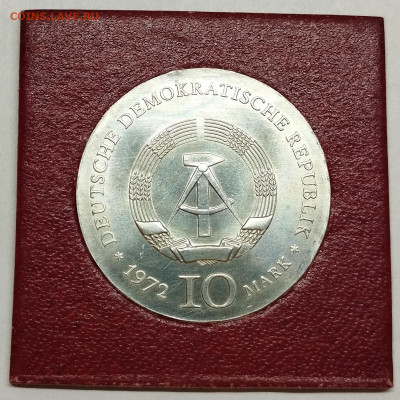 COINS.LAVE.RU
DEUTSCHE DEMOKRATISCHE REPUBLIK
* 1972 10 MARK *